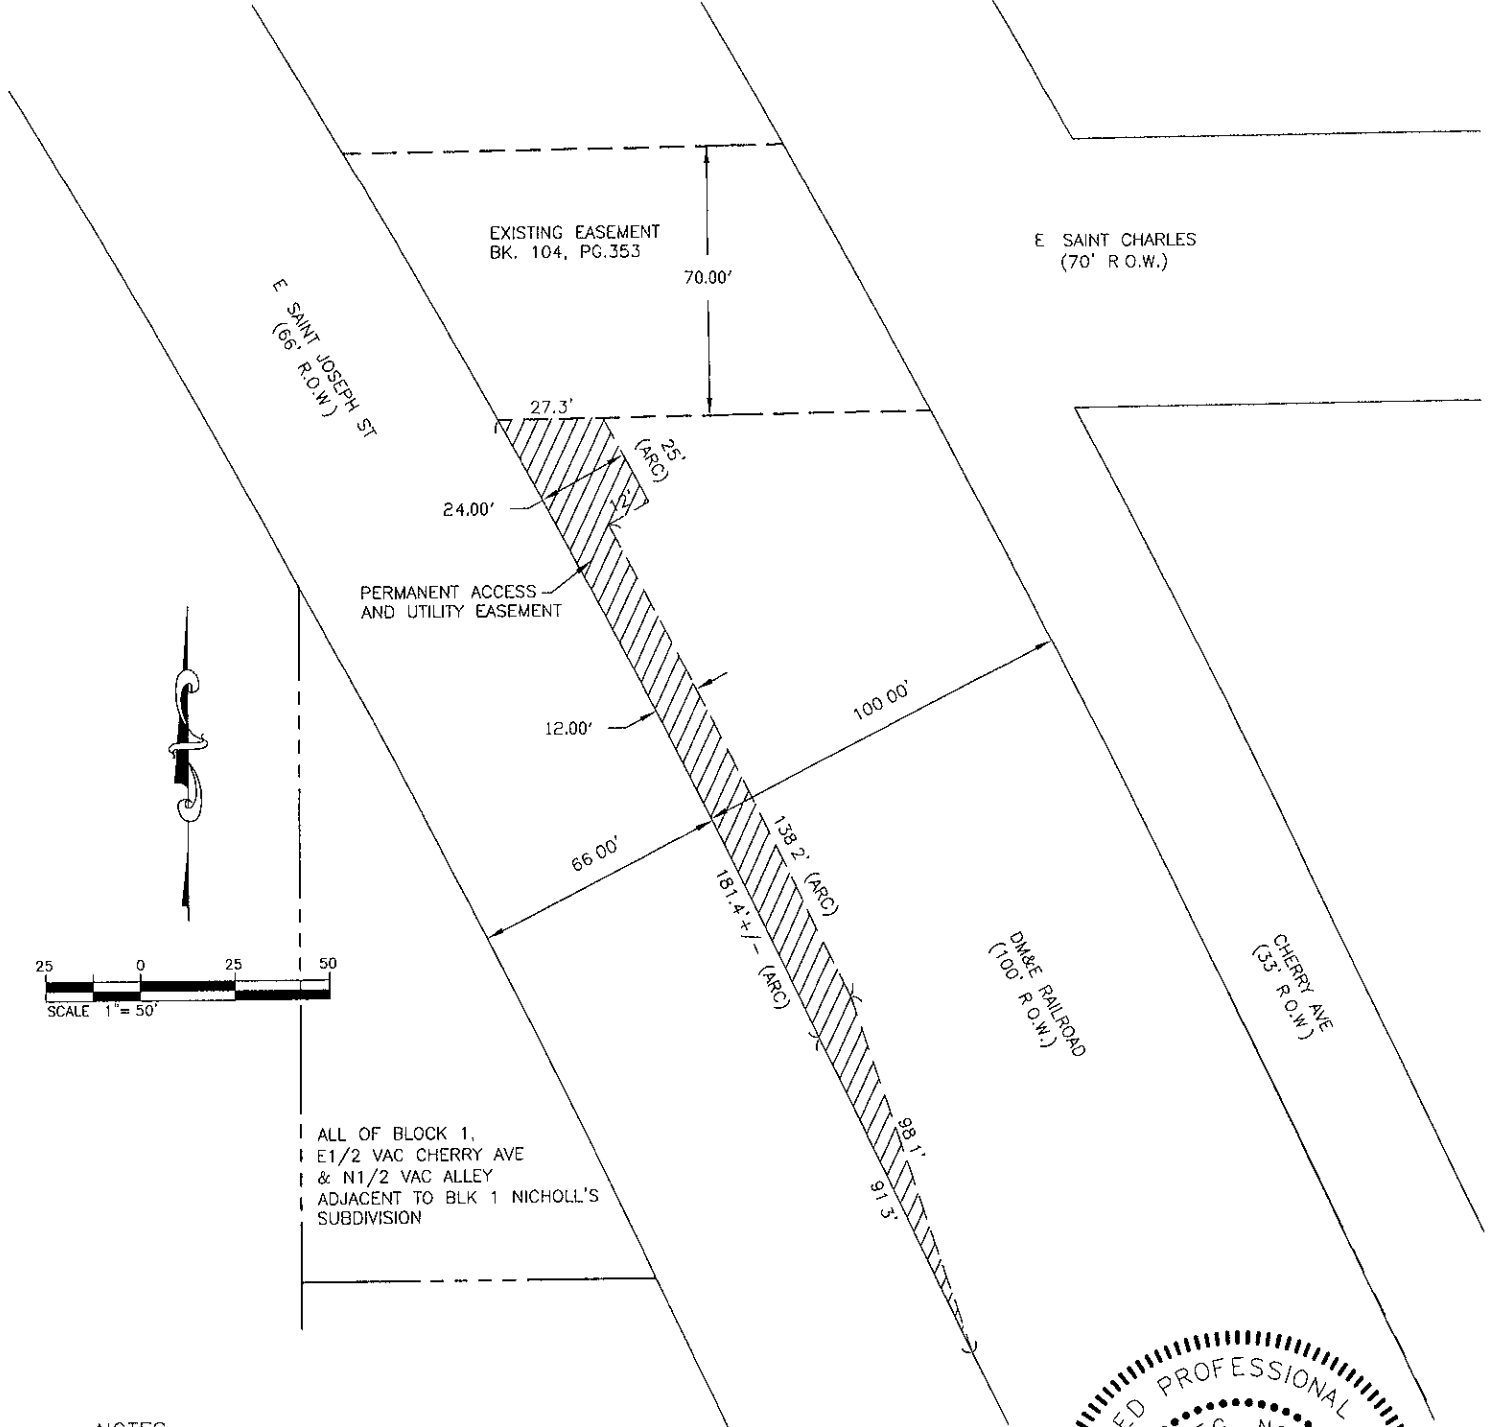 EXISTING EASEMENT
BK. 104, PG.353
70.00'
E SAINT CHARLES
(70' R O.W.)
E SAINT JOSEPH ST
(66' R.O.W )
27.3'
25'
(ARC)
24.00'
12'
PERMANENT ACCESS
AND UTILITY EASEMENT
12.00'
100 00'
66 00'
138 2' (ARC)
181.4'+/- (ARC)
DM&E RAILROAD
(100' R O.W.)
CHERRY AVE
(33' R O.W )
25 0 25 50
SCALE 1"= 50'
98 1'
91 3'
ALL OF BLOCK 1,
E1/2 VAC CHERRY AVE
& N1/2 VAC ALLEY
ADJACENT TO BLK 1 NICHOLL'S
SUBDIVISION
PROFESSIONAL
NOTES